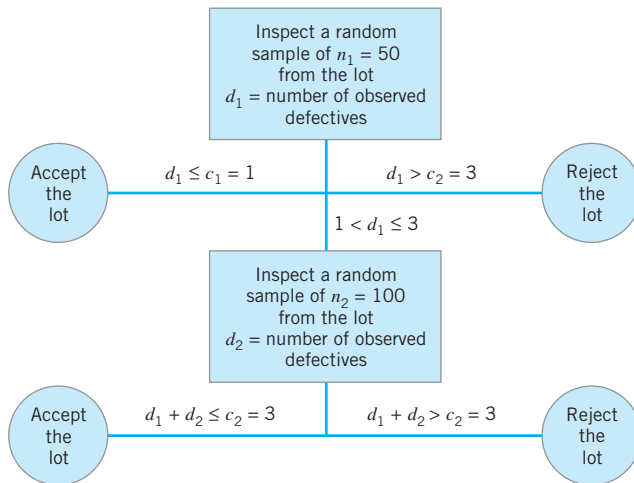 Inspect a random
sample of n₁ = 50
from the lot
d₁ = number of observed
defectives
Accept
the
lot
d₁ ≤ c₁ = 1
d₁ > c₂ = 3
Reject
the
lot
1 < d₁ ≤ 3
Inspect a random
sample of n₂ = 100
from the lot
d₂ = number of observed
defectives
Accept
the
lot
d₁ + d₂ ≤ c₂ = 3
d₁ + d₂ > c₂ = 3
Reject
the
lot